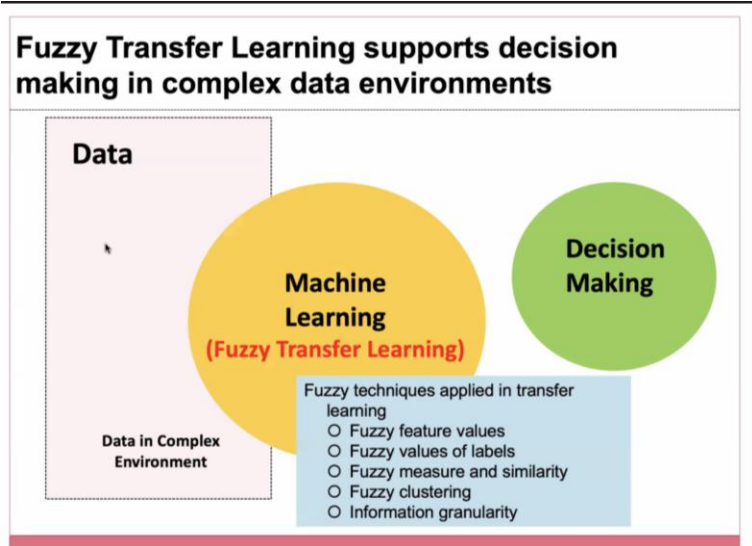 Fuzzy Transfer Learning supports decision
making in complex data environments
Data
Machine
Learning
(Fuzzy Transfer Learning)
Decision
Making
Fuzzy techniques applied in transfer
learning
O Fuzzy feature values
O Fuzzy values of labels
O Fuzzy measure and similarity
O Fuzzy clustering
O Information granularity
Data in Complex
Environment